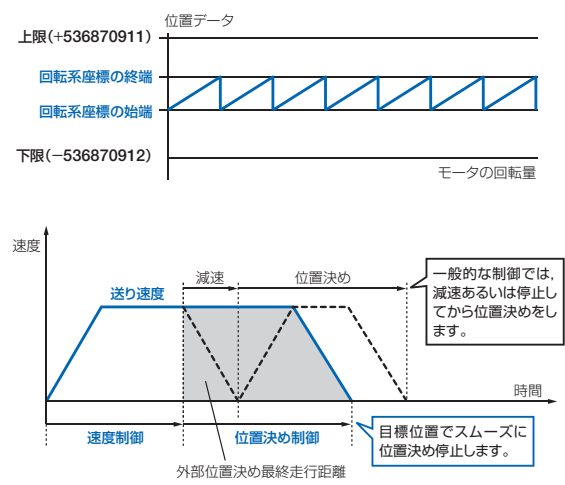 位置データ
上限(+536870911)
回転系座標の終端
回転系座標の始端
下限(−536870912)
モータの回転量
速度
減速
位置決め
送り速度
一般的な制御では,
減速あるいは停止し
てから位置決めをし
ます。
時間
速度制御
位置決め制御
目標位置でスムーズに
位置決め停止します。
外部位置決め最終走行距離